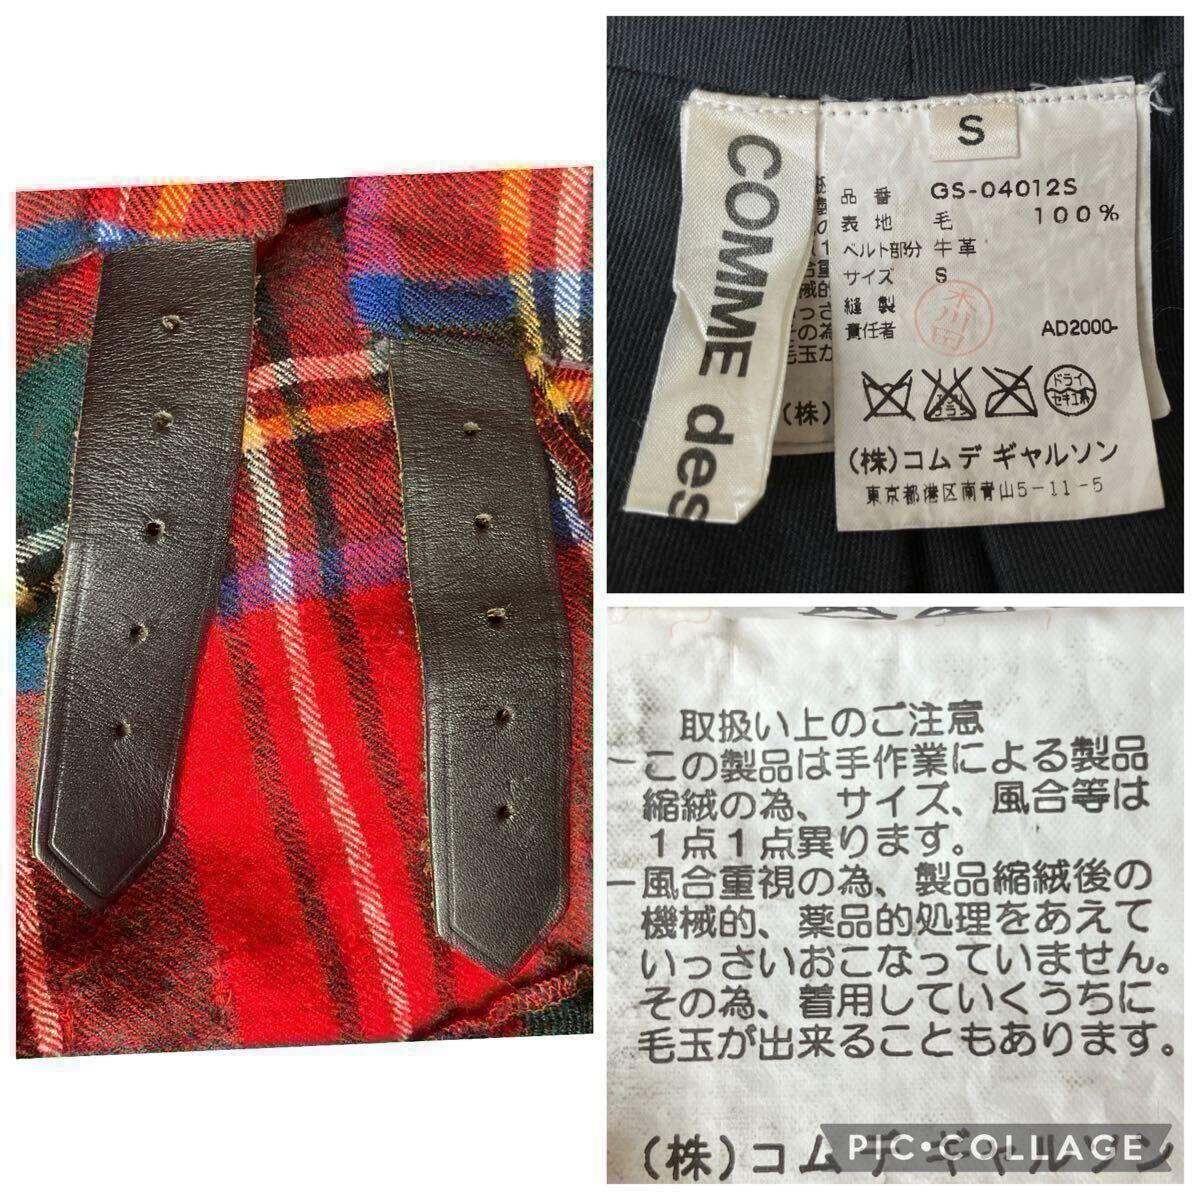 COMME des
S
品番 GS-04012S
表地 毛 100%
ベルト部分 牛革
サイズ S
縫製
責任者
AD2000-
ドライ
セキユ系
(株)コム デ ギャルソン
東京都港区南青山5-11-5
(株)
取扱い上のご注意
ーこの製品は手作業による製品
縮絨の為、サイズ、風合等は
1点1点異ります。
ー風合重視の為、製品縮絨後の
機械的、薬品的処理をあえて
いっさいおこなっていません。
その為、着用していくうちに
毛玉が出来ることもあります。
(株)コム デ ギャルソン
PIC•COLLAGE